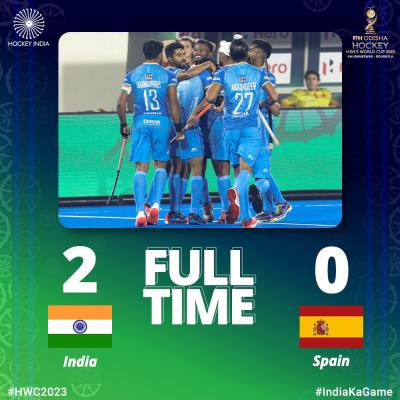 HOCKEY INDIA
FIH ODISHA
HOCKEY
MEN'S WORLD CUP 2023
BHUBANESWAR - ROURKELA
13
27
2
FULL
TIME
0
India
Spain
#HWC2023
#IndiaKaGame